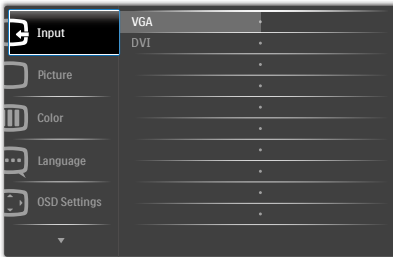 Input
VGA
DVI
Picture
Color
Language
OSD Settings